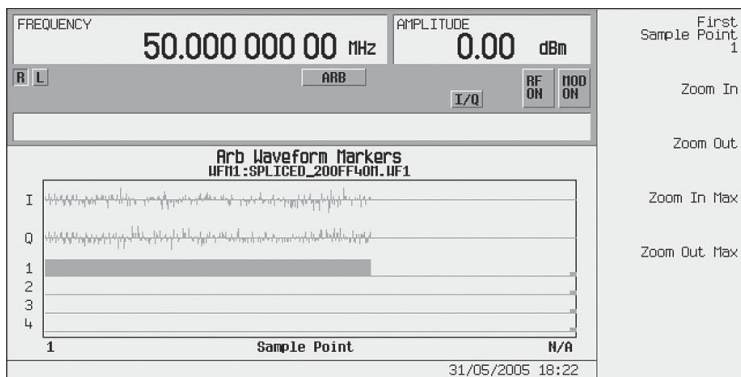 FREQUENCY
50.000 000 00 MHz
AMPLITUDE
0.00 dBm
R L
ARB
I/Q
RF ON
MOD ON
Arb Waveform Markers
WFM1:SPLICED_200FF40M.WF1
I
Q
1
2
3
4
1 Sample Point N/A
31/05/2005 18:22
First
Sample Point
1
Zoom In
Zoom Out
Zoom In Max
Zoom Out Max